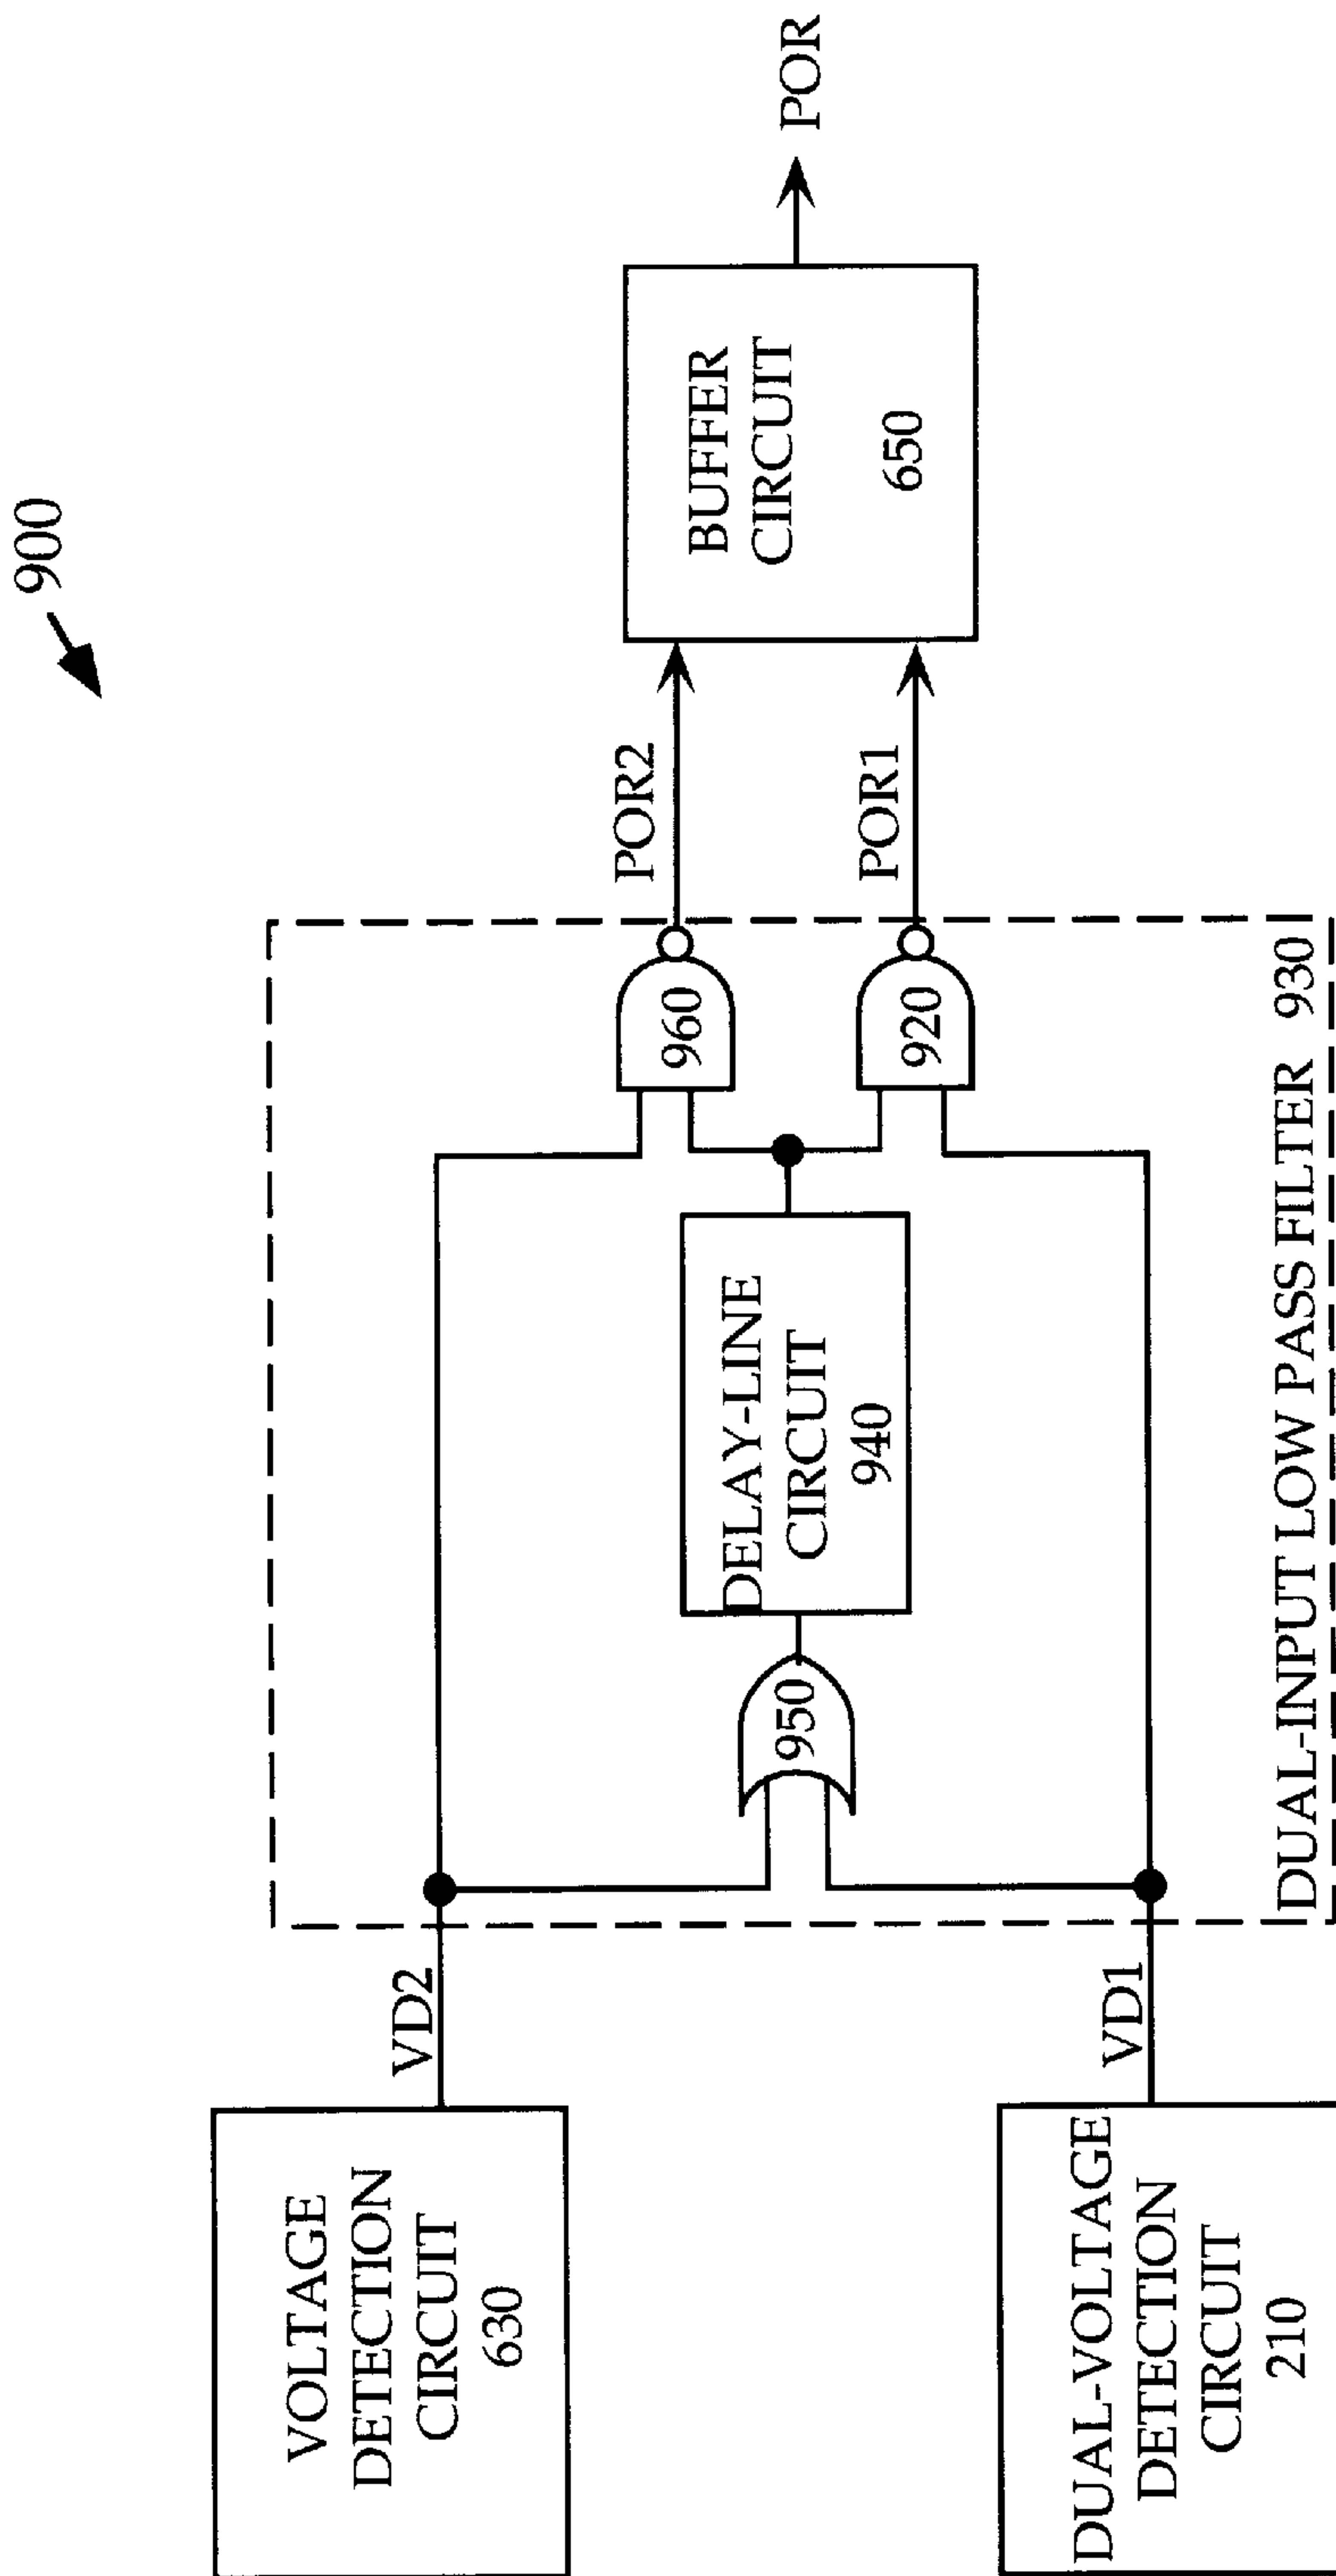 900
VOLTAGE
DETECTION
CIRCUIT
630
VD2
DUAL-VOLTAGE
DETECTION
CIRCUIT
210
VD1
950
DELAY-LINE
CIRCUIT
940
960
920
DUAL-INPUT LOW PASS FILTER 930
POR2
POR1
BUFFER
CIRCUIT
650
POR